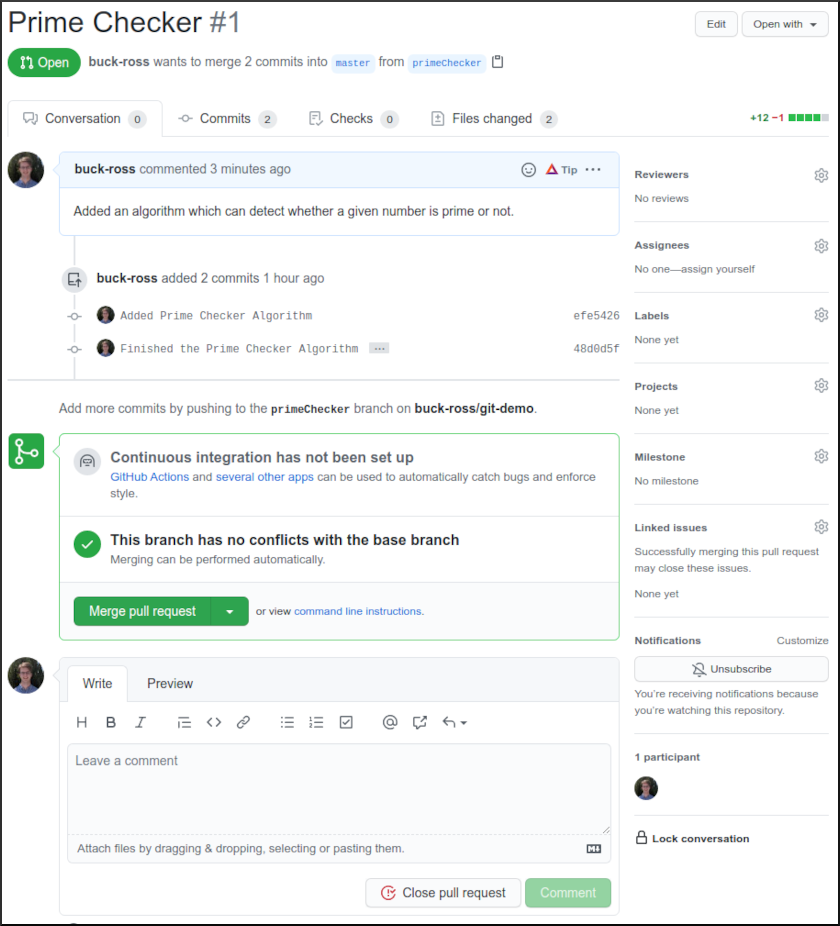 Prime Checker #1
Edit
Open with
Open
buck-ross wants to merge 2 commits into master from primeChecker
Conversation 0
Commits 2
Checks 0
Files changed 2
+12 −1
buck-ross commented 3 minutes ago
Tip
Added an algorithm which can detect whether a given number is prime or not.
buck-ross added 2 commits 1 hour ago
Added Prime Checker Algorithm
efe5426
Finished the Prime Checker Algorithm
48d0d5f
Add more commits by pushing to the primeChecker branch on buck-ross/git-demo.
Continuous integration has not been set up
GitHub Actions and several other apps can be used to automatically catch bugs and enforce
style.
This branch has no conflicts with the base branch
Merging can be performed automatically.
Merge pull request
or view command line instructions.
Write
Preview
H B I
Leave a comment
Attach files by dragging & dropping, selecting or pasting them.
Close pull request
Comment
Reviewers
No reviews
Assignees
No one—assign yourself
Labels
None yet
Projects
None yet
Milestone
No milestone
Linked issues
Successfully merging this pull request
may close these issues.
None yet
Notifications
Customize
Unsubscribe
You're receiving notifications because
you're watching this repository.
1 participant
Lock conversation